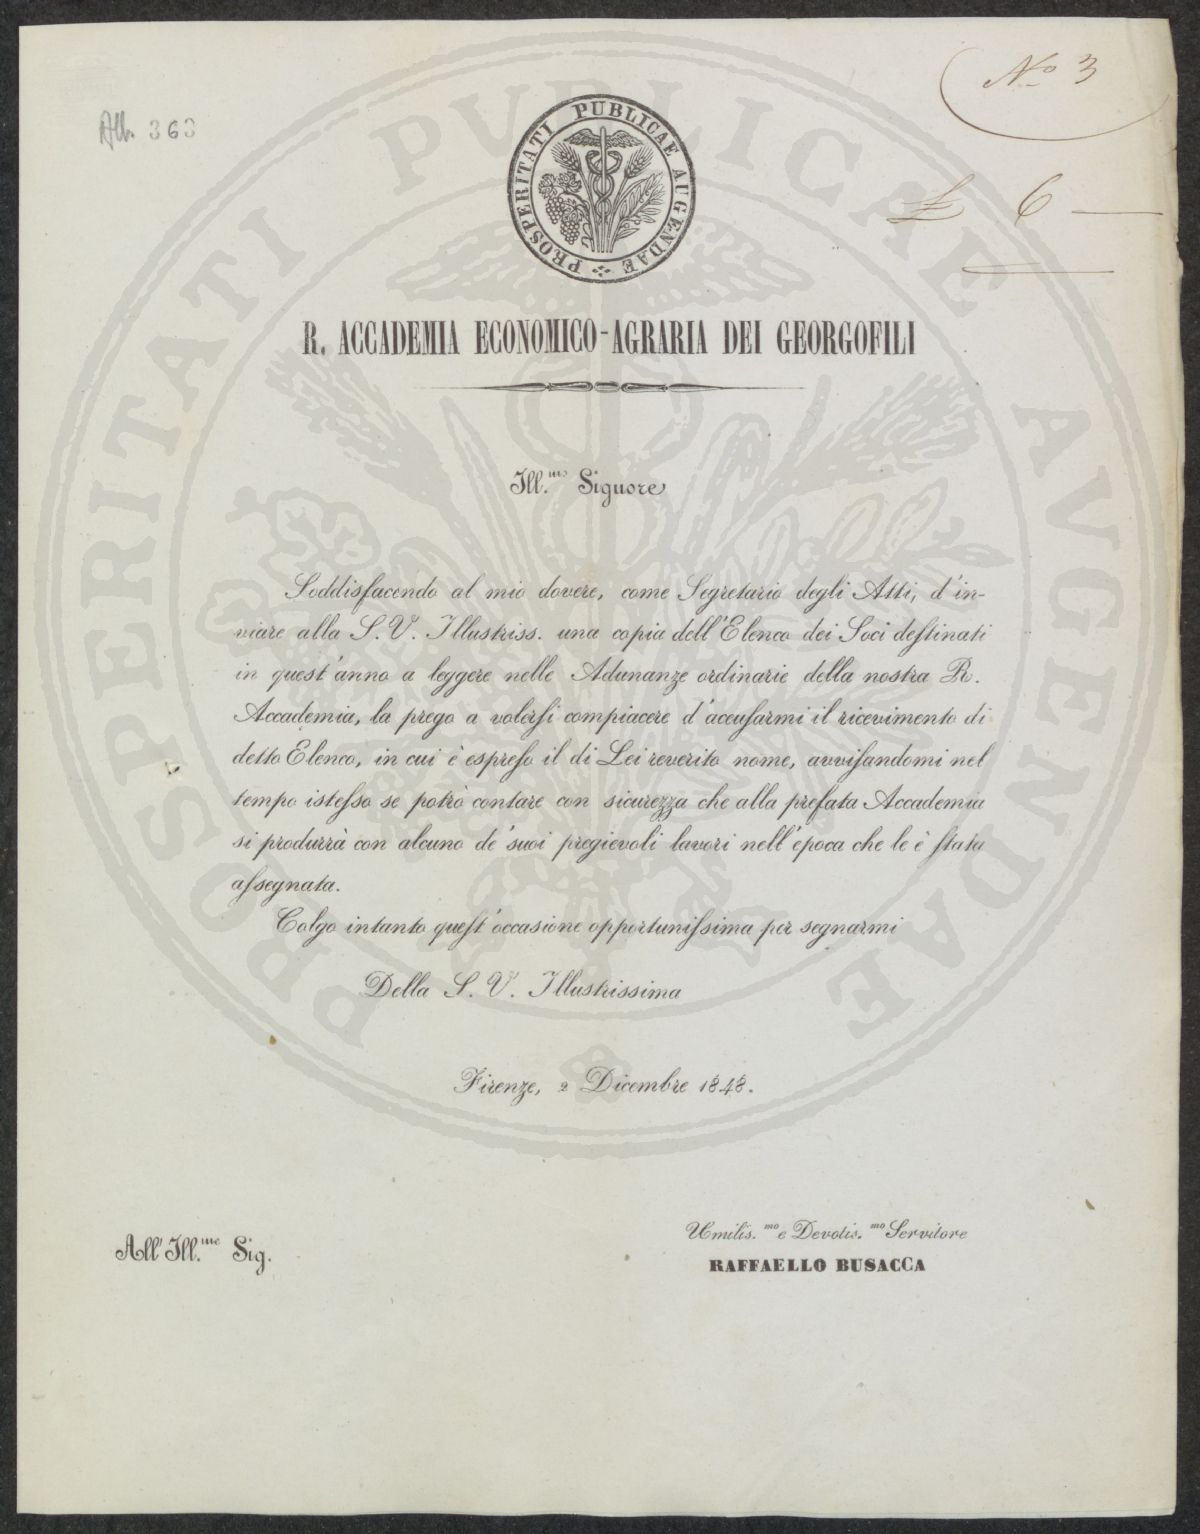 N.º 3
All. 363
£ 6 —
PROSPERITATI PUBLICAE AUGENDAE
R. ACCADEMIA ECONOMICO-AGRARIA DEI GEORGOFILI
Ill.mo Signore
Soddisfacendo al mio dovere, come Segretario degli Atti, d'in-
viare alla S. V. Illustriss. una copia dell'Elenco dei Soci destinati
in quest'anno a leggere nelle Adunanze ordinarie della nostra R.
Accademia, la prego a volersi compiacere d'accusarmi il ricevimento di
detto Elenco, in cui è espresso il di Lei reverito nome, avvisandomi nel
tempo istesso se potrò contare con sicurezza che alla prefata Accademia
si produrrà con alcuno de' suoi pregievoli lavori nell'epoca che le è stata
assegnata.
Colgo intanto quest'occasione opportunissima per segnarmi
Della S. V. Illustrissima
Firenze, 2 Dicembre 1848.
Umilis.mo e Devotis.mo Servitore
RAFFAELLO BUSACCA
All' Ill.me Sig.
PROSPERITATI PUBLICAE AVGENDAE